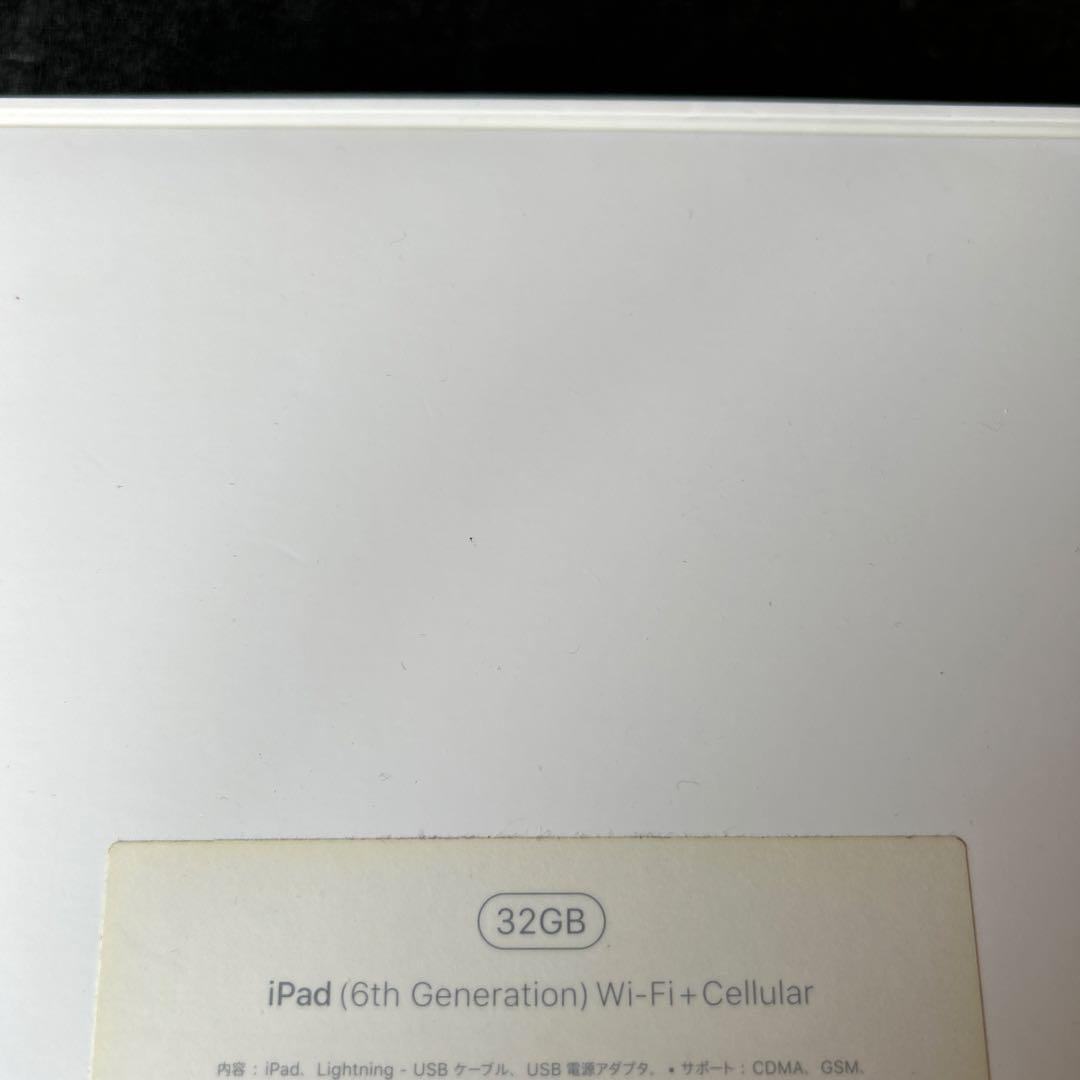 32GB
iPad (6th Generation) Wi-Fi + Cellular
内容：iPad、Lightning - USB ケーブル、USB 電源アダプタ。• サポート：CDMA、GSM、